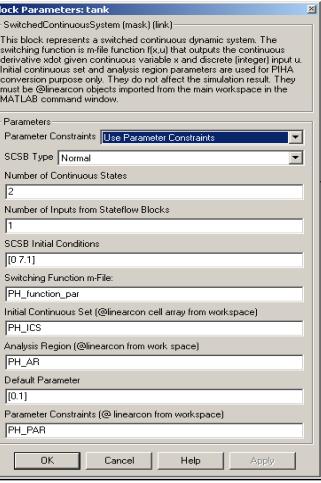 lock Parameters: tank
SwitchedContinuousSystem (mask) (link)
This block represents a switched continuous dynamic system. The
switching function is m-file function f(x,u) that outputs the continuous
derivative xdot given continuous variable x and discrete (integer) input u.
Initial continuous set and analysis region parameters are used for PIHA
conversion purpose only. They do not affect the simulation result. They
must be @linearcon objects imported from the main workspace in the
MATLAB command window.
Parameters
Parameter Constraints Use Parameter Constraints
SCSB Type Normal
Number of Continuous States
2
Number of Inputs from Stateflow Blocks
1
SCSB Initial Conditions
[0 7.1]
Switching Function m-File:
PH_function_par
Initial Continuous Set (@linearcon cell array from workspace)
PH_ICS
Analysis Region (@linearcon from work space)
PH_AR
Default Parameter
[0.1]
Parameter Constraints (@ linearcon from workspace)
PH_PAR
OK Cancel Help Apply